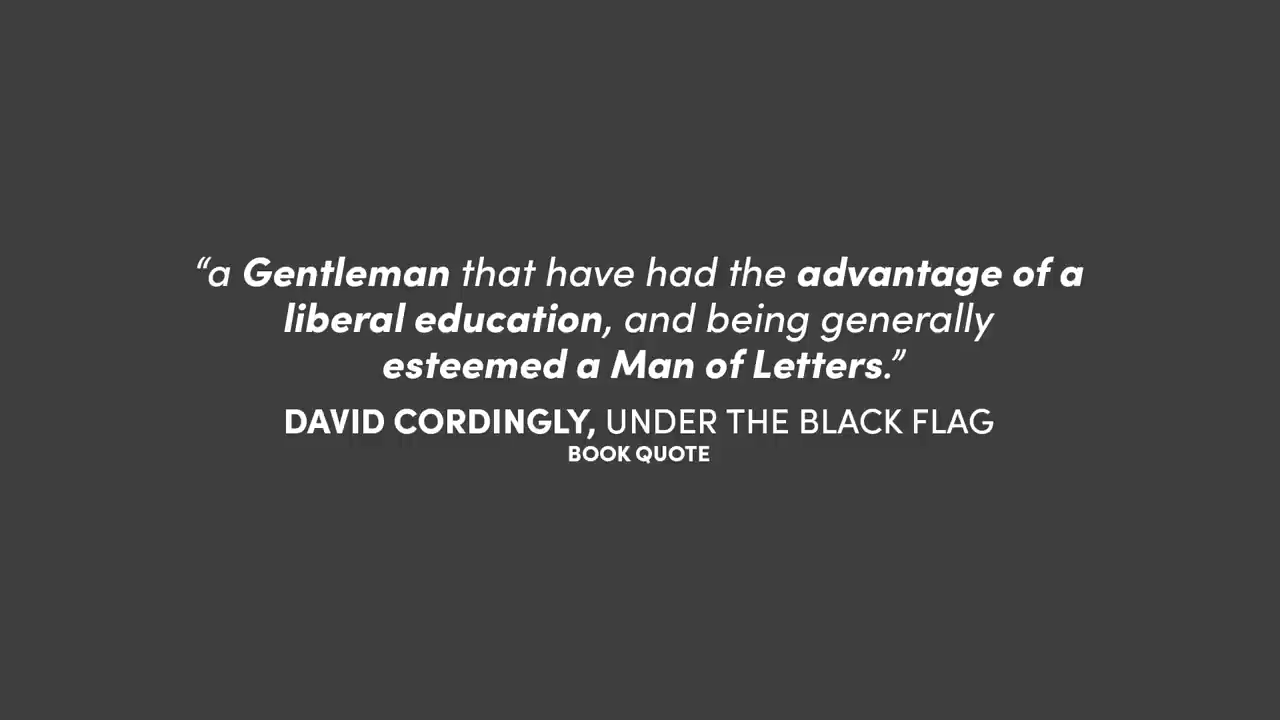 “a Gentleman that have had the advantage of a
liberal education, and being generally
esteemed a Man of Letters.”
DAVID CORDINGLY, UNDER THE BLACK FLAG
BOOK QUOTE